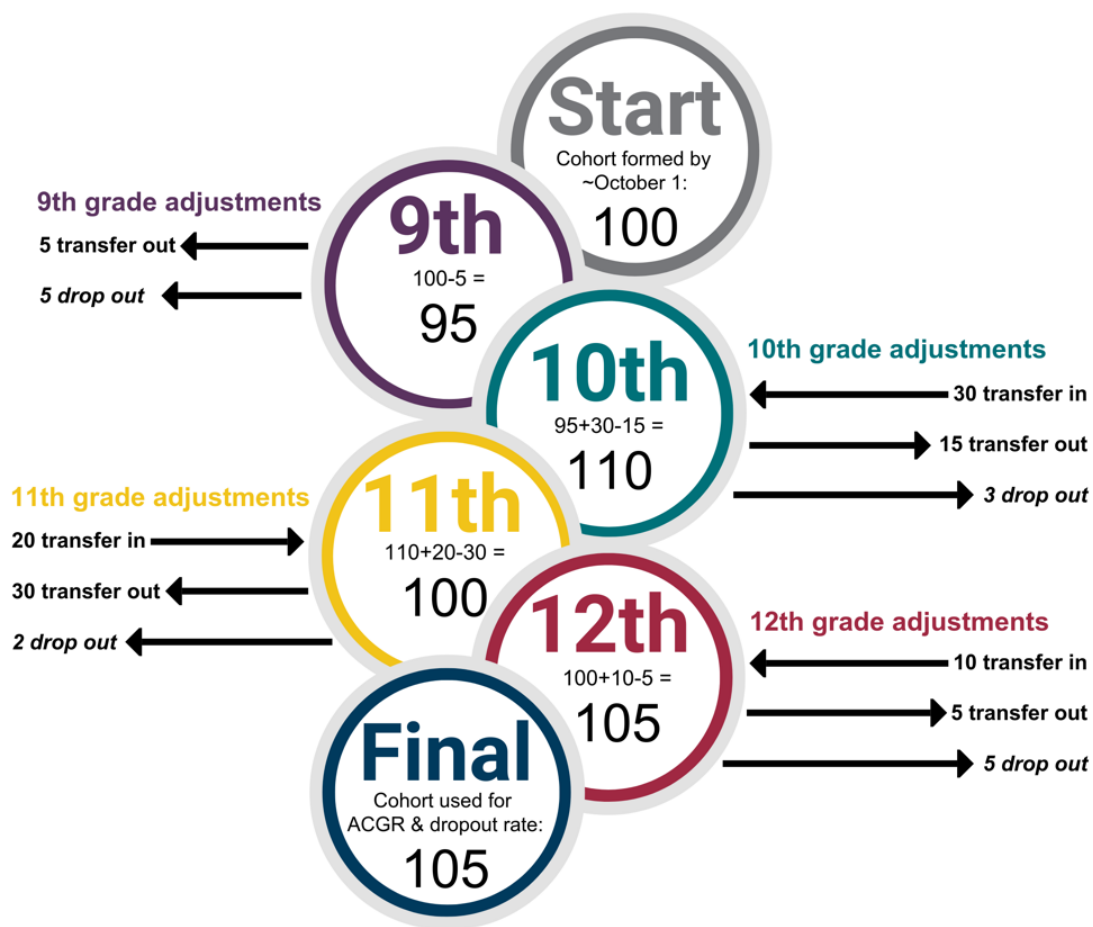 Start
Cohort formed by
~October 1:
100
9th grade adjustments
5 transfer out
5 drop out
9th
100-5 =
95
10th
95+30-15 =
110
10th grade adjustments
30 transfer in
15 transfer out
3 drop out
11th grade adjustments
20 transfer in
30 transfer out
2 drop out
11th
110+20-30 =
100
12th
100+10-5 =
105
12th grade adjustments
10 transfer in
5 transfer out
5 drop out
Final
Cohort used for
ACGR & dropout rate:
105